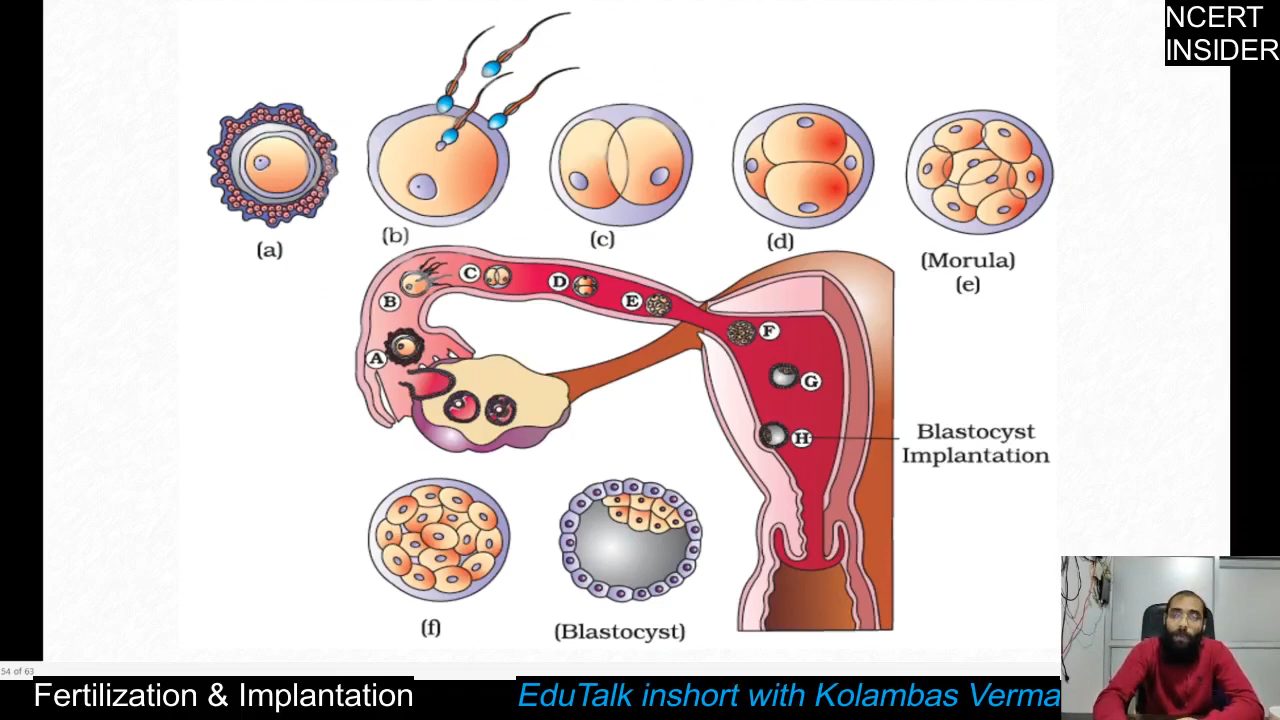 NCERT
INSIDER
(a)
(b)
(c)
(d)
(Morula)
(e)
A
B
C
D
E
F
G
H
Blastocyst
Implantation
(f)
(Blastocyst)
54 of 63
Fertilization & Implantation
EduTalk inshort with Kolambas Verma